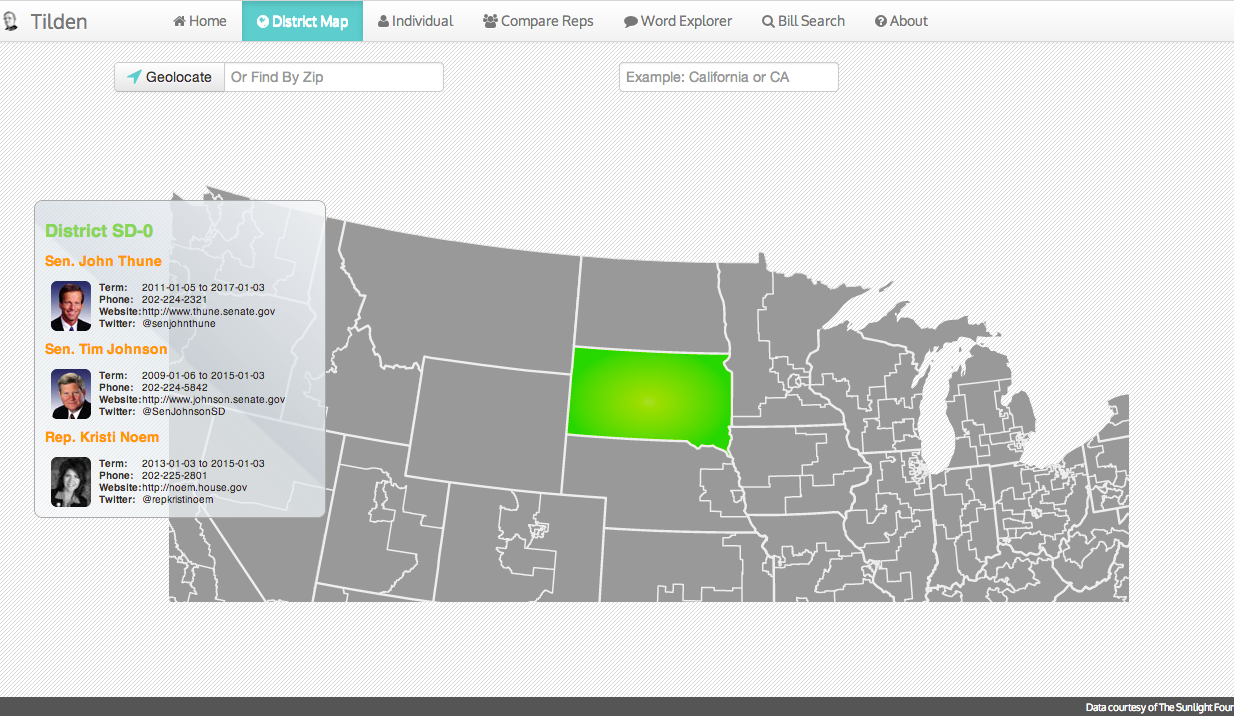 Tilden
Home
District Map
Individual
Compare Reps
Word Explorer
Bill Search
About
Geolocate
Or Find By Zip
Example: California or CA
District SD-0
Sen. John Thune
Term: 2011-01-05 to 2017-01-03
Phone: 202-224-2321
Website:http://www.thune.senate.gov
Twitter: @senjohnthune
Sen. Tim Johnson
Term: 2009-01-06 to 2015-01-03
Phone: 202-224-5842
Website:http://www.johnson.senate.gov
Twitter: @SenJohnsonSD
Rep. Kristi Noem
Term: 2013-01-03 to 2015-01-03
Phone: 202-225-2801
Website:http://noem.house.gov
Twitter: @repkristinoem
Data courtesy of The Sunlight Four